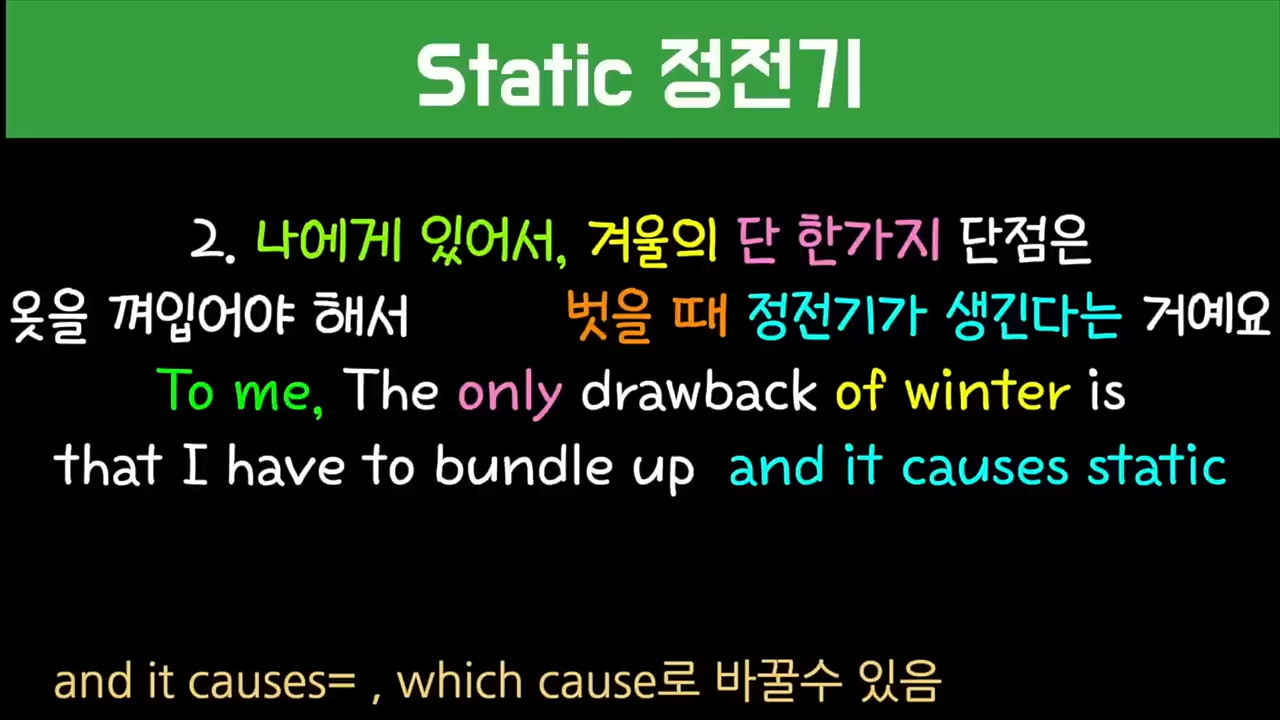 Static 정전기
2. 나에게 있어서, 겨울의 단 한가지 단점은
옷을 껴입어야 해서 벗을 때 정전기가 생긴다는 거예요
To me, The only drawback of winter is
that I have to bundle up and it causes static
and it causes= , which cause로 바꿀수 있음